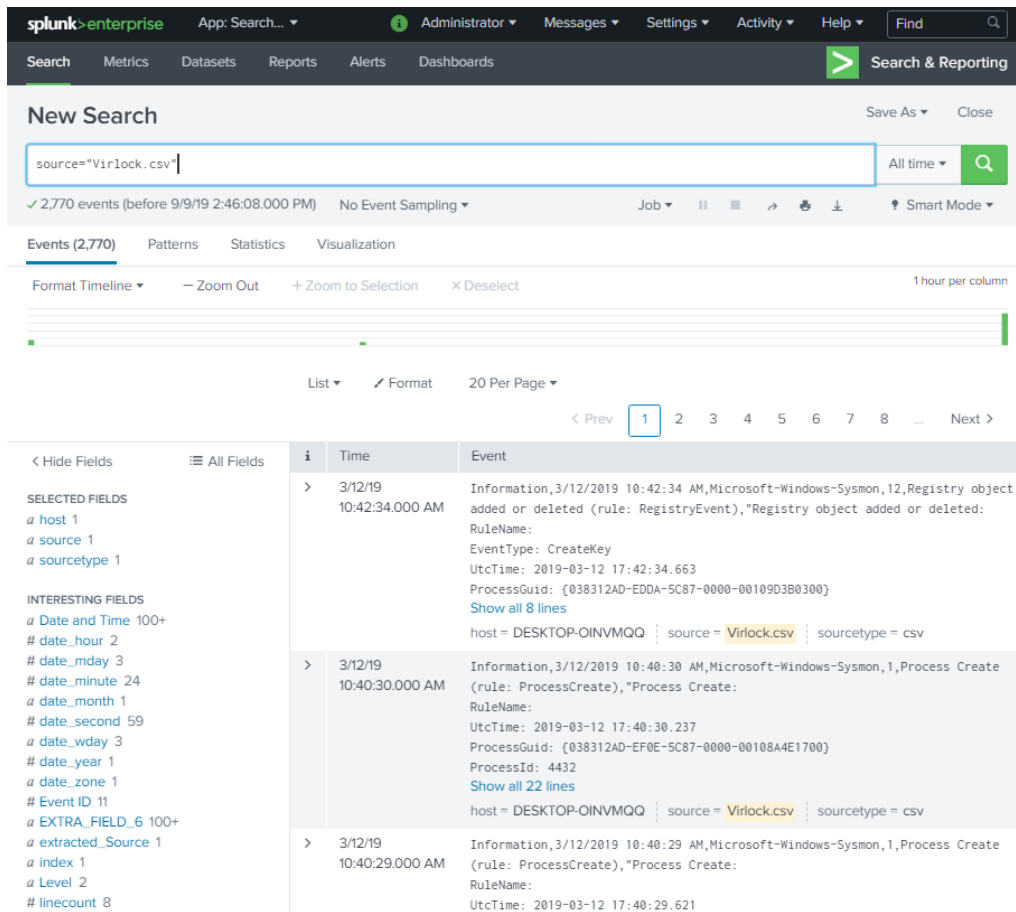 splunk>enterprise App: Search... ▾ i Administrator ▾ Messages ▾ Settings ▾ Activity ▾ Help ▾ Find
Search Metrics Datasets Reports Alerts Dashboards > Search & Reporting
New Search Save As ▾ Close
source="Virlock.csv" All time ▾
✓ 2,770 events (before 9/9/19 2:46:08.000 PM) No Event Sampling ▾ Job ▾ Smart Mode ▾
Events (2,770) Patterns Statistics Visualization
Format Timeline ▾ — Zoom Out + Zoom to Selection × Deselect 1 hour per column
List ▾ Format 20 Per Page ▾
< Prev 1 2 3 4 5 6 7 8 ... Next >
< Hide Fields All Fields
SELECTED FIELDS
a host 1
a source 1
a sourcetype 1
INTERESTING FIELDS
a Date and Time 100+
# date_hour 2
# date_mday 3
# date_minute 24
a date_month 1
# date_second 59
a date_wday 3
# date_year 1
a date_zone 1
# Event ID 11
a EXTRA_FIELD_6 100+
a extracted_Source 1
a index 1
a Level 2
# linecount 8
i Time Event
> 3/12/19
10:42:34.000 AM
Information,3/12/2019 10:42:34 AM,Microsoft-Windows-Sysmon,12,Registry object
added or deleted (rule: RegistryEvent),"Registry object added or deleted:
RuleName:
EventType: CreateKey
UtcTime: 2019-03-12 17:42:34.663
ProcessGuid: {038312AD-EDDA-5C87-0000-00109D3B0300}
Show all 8 lines
host = DESKTOP-OINVMQQ source = Virlock.csv sourcetype = csv
> 3/12/19
10:40:30.000 AM
Information,3/12/2019 10:40:30 AM,Microsoft-Windows-Sysmon,1,Process Create
(rule: ProcessCreate),"Process Create:
RuleName:
UtcTime: 2019-03-12 17:40:30.237
ProcessGuid: {038312AD-EF0E-5C87-0000-00108A4E1700}
ProcessId: 4432
Show all 22 lines
host = DESKTOP-OINVMQQ source = Virlock.csv sourcetype = csv
> 3/12/19
10:40:29.000 AM
Information,3/12/2019 10:40:29 AM,Microsoft-Windows-Sysmon,1,Process Create
(rule: ProcessCreate),"Process Create:
RuleName:
UtcTime: 2019-03-12 17:40:29.621